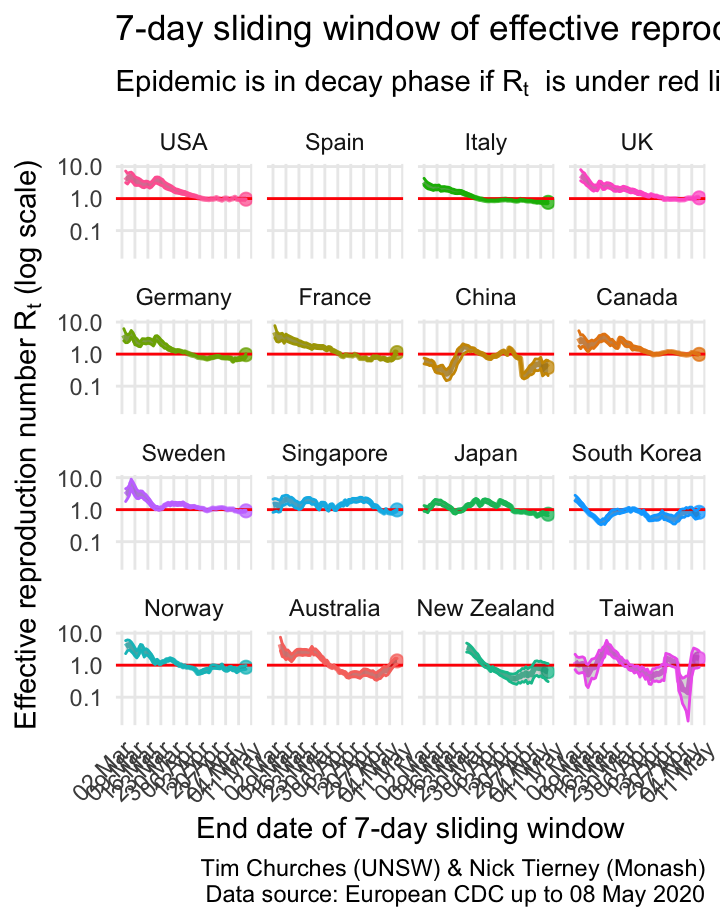 7-day sliding window of effective
Epidemic is in decay phase if Rt is under red
USA Spain Italy UK
10.0
1.0
0.1
Germany France China Canada
10.0
1.0
0.1
Sweden Singapore Japan South Korea
10.0
1.0
0.1
Norway Australia New Zealand Taiwan
10.0
1.0
0.1
Effective reproduction number Rt (log scale)
02 Mar
11 May
End date of 7-day sliding window
Tim Churches (UNSW) & Nick Tierney (Monash)
Data source: European CDC up to 08 May 2020